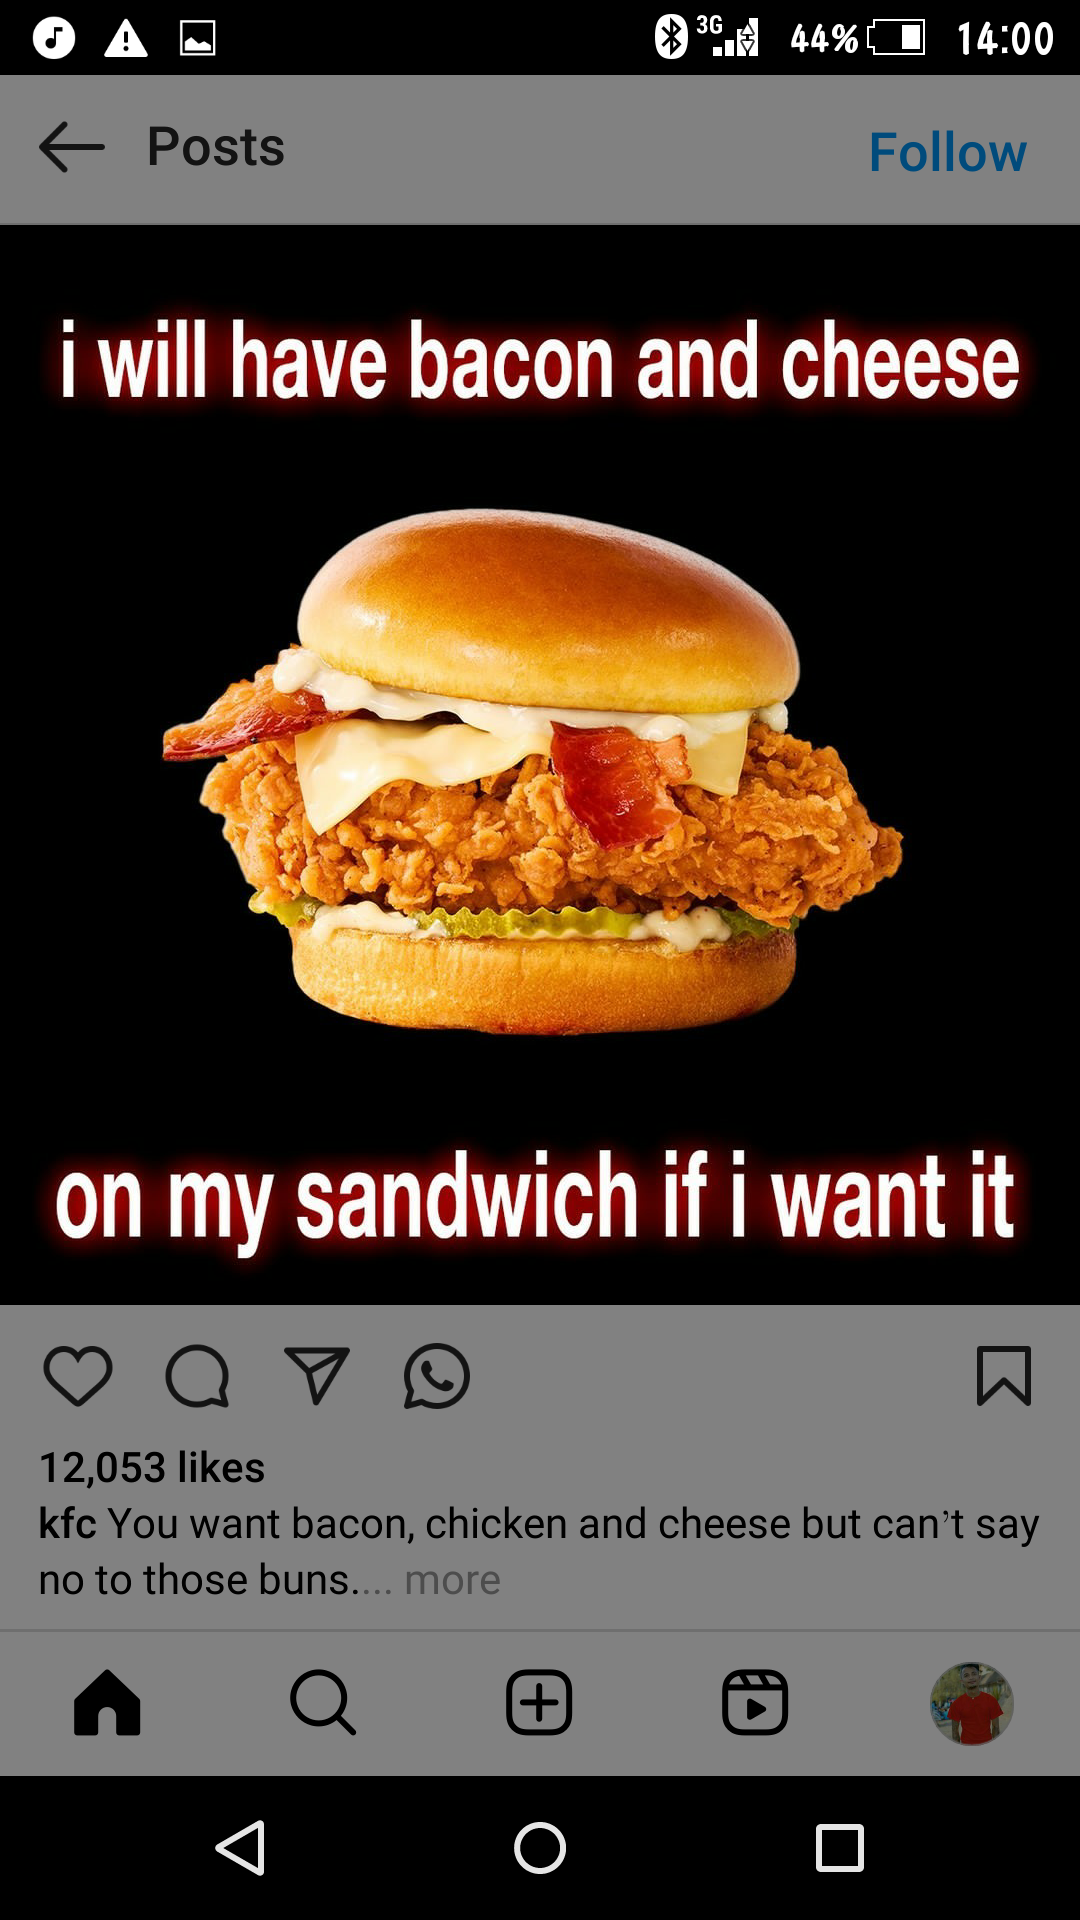 3G 44% 14:00
Posts
Follow
i will have bacon and cheese
on my sandwich if i want it
12,053 likes
kfc You want bacon, chicken and cheese but can’t say
no to those buns.... more